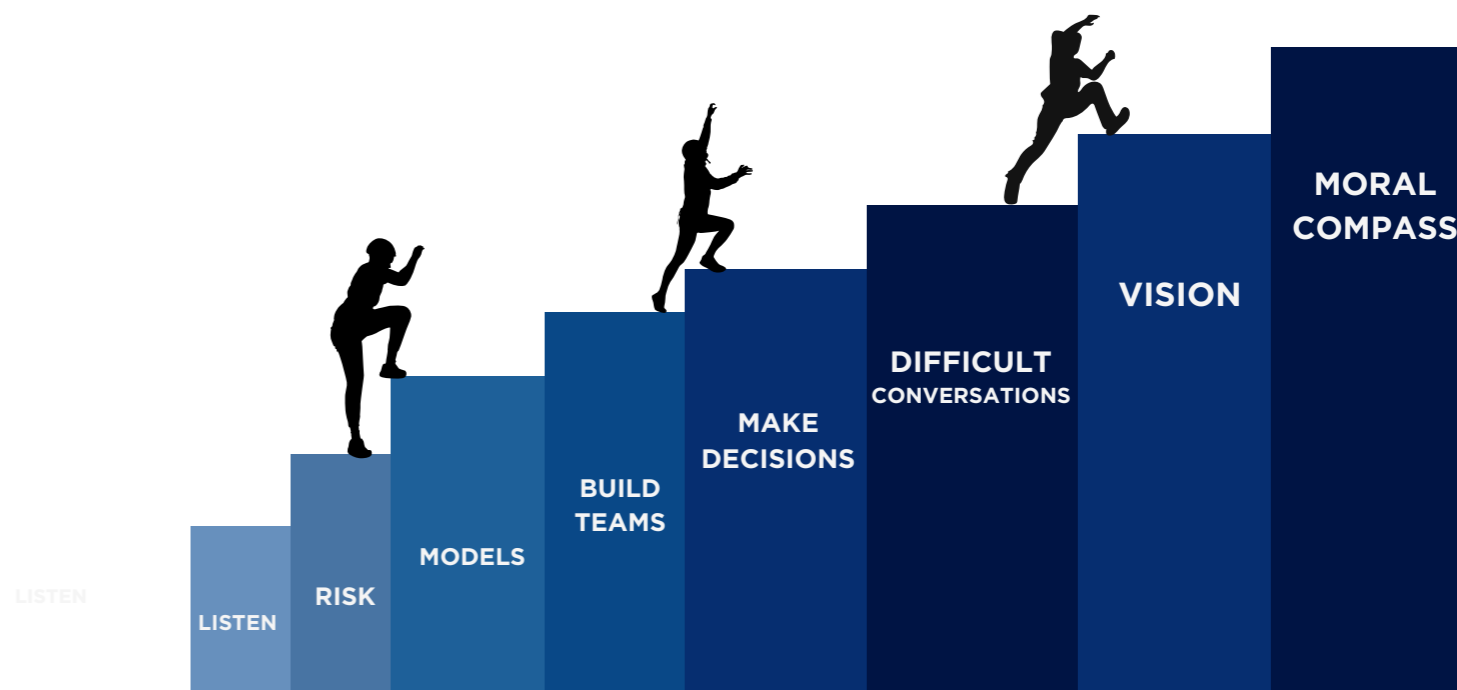 LISTEN
LISTEN
RISK
MODELS
BUILD
TEAMS
MAKE
DECISIONS
DIFFICULT
CONVERSATIONS
VISION
MORAL
COMPASS